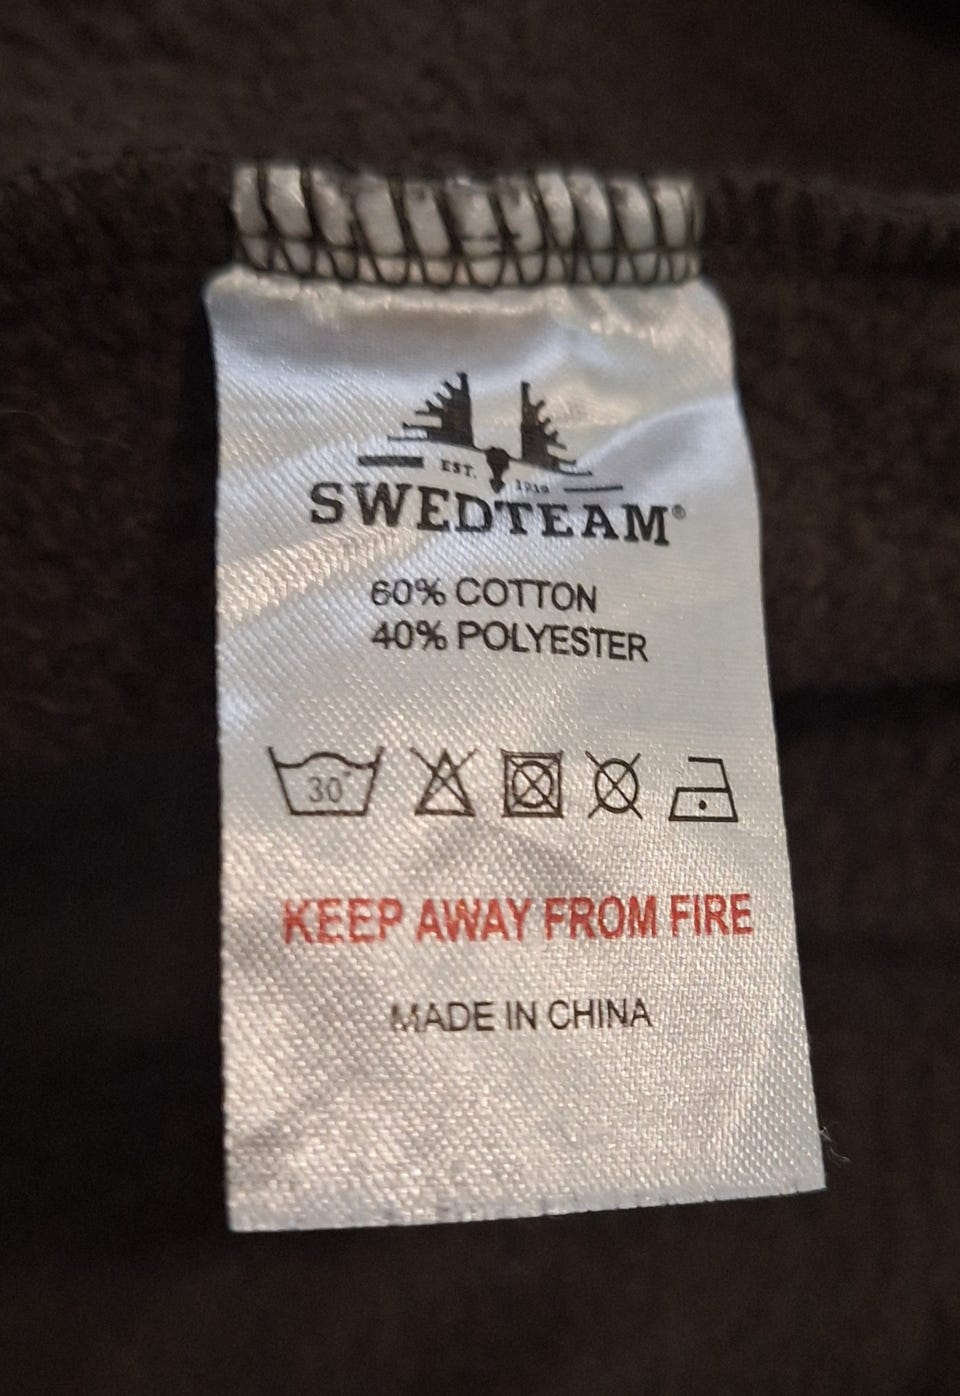 EST. 1919
SWEDTEAM®
60% COTTON
40% POLYESTER
30°
KEEP AWAY FROM FIRE
MADE IN CHINA